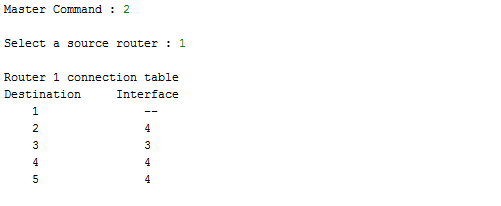 Master Command : 2
Select a source router : 1
Router 1 connection table
Destination Interface
1 --
2 4
3 3
4 4
5 4